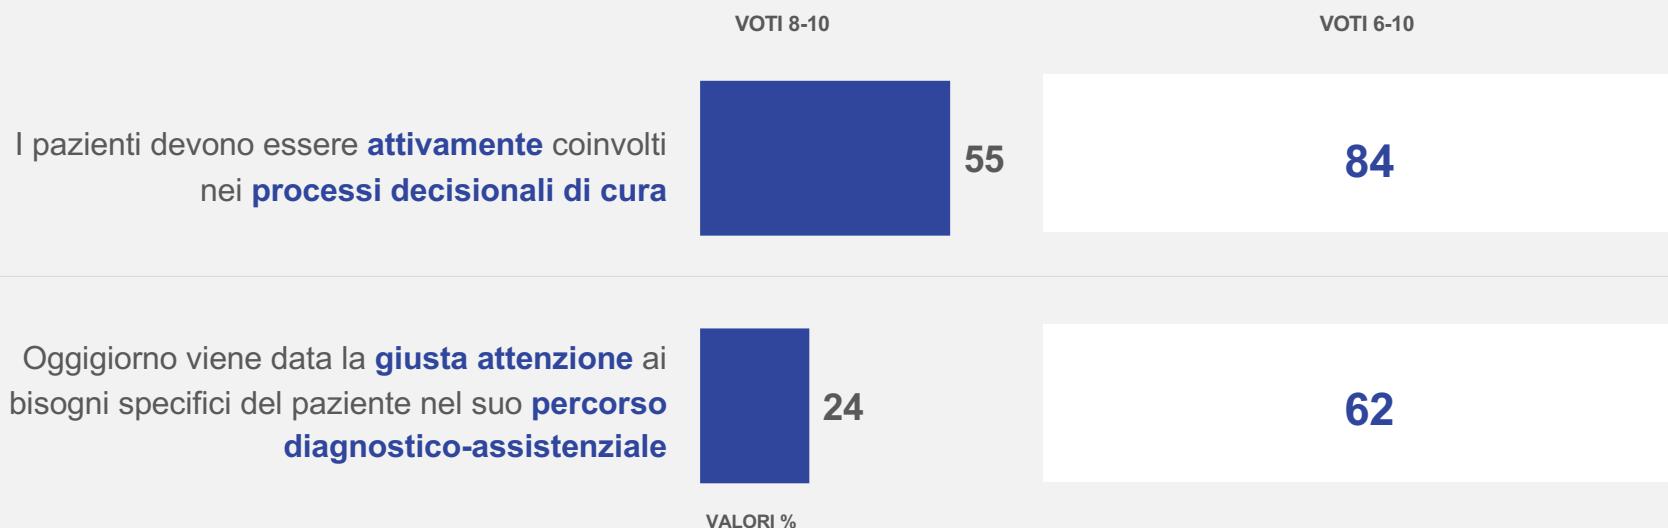 VOTI 8-10
VOTI 6-10
I pazienti devono essere attivamente coinvolti
nei processi decisionali di cura
55
84
Oggigiorno viene data la giusta attenzione ai
bisogni specifici del paziente nel suo percorso
diagnostico-assistenziale
24
62
VALORI %